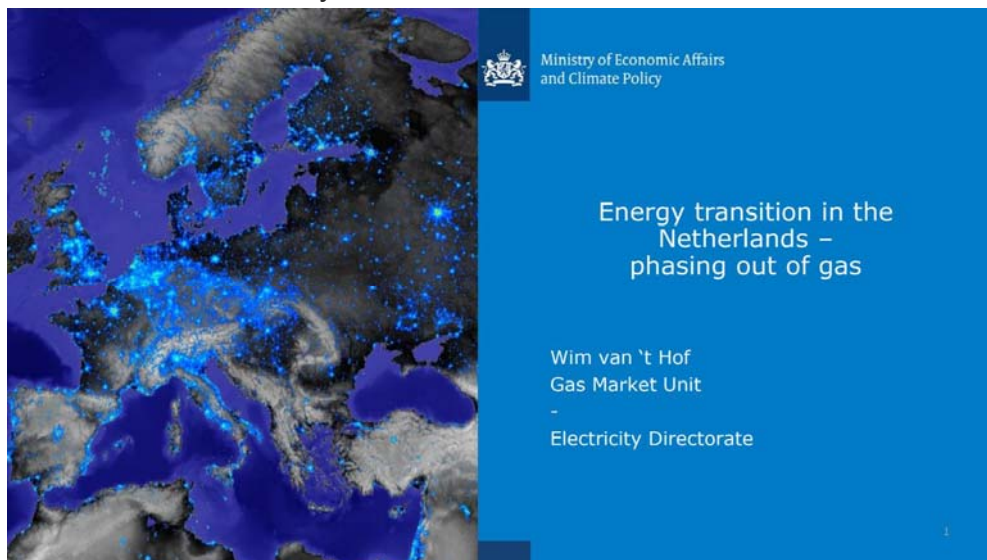 Ministry of Economic Affairs
and Climate Policy
Energy transition in the
Netherlands –
phasing out of gas
Wim van ‘t Hof
Gas Market Unit
-
Electricity Directorate
1